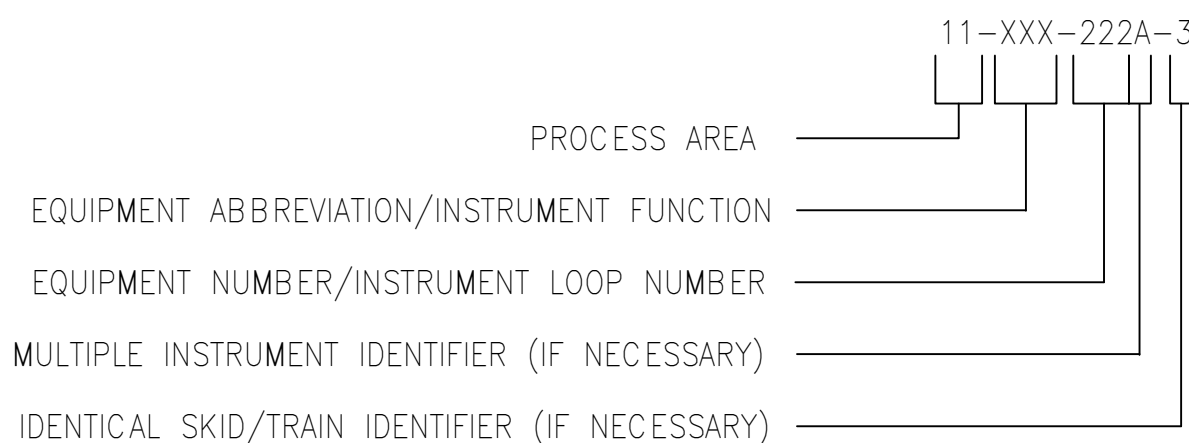 11-XXX-222A-3
PROCESS AREA
EQUIPMENT ABBREVIATION/INSTRUMENT FUNCTION
EQUIPMENT NUMBER/INSTRUMENT LOOP NUMBER
MULTIPLE INSTRUMENT IDENTIFIER (IF NECESSARY)
IDENTICAL SKID/TRAIN IDENTIFIER (IF NECESSARY)